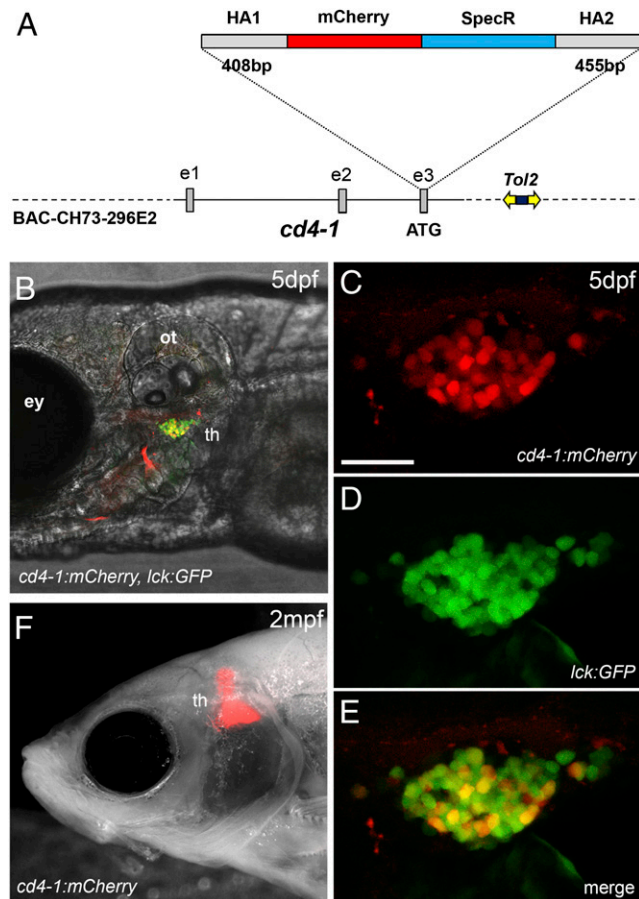 A
HA1 mCherry SpecR HA2
408bp 455bp
e1 e2 e3 Tol2
BAC-CH73-296E2 cd4-1 ATG
B 5dpf
ot
ey
th
cd4-1:mCherry, lck:GFP
C 5dpf
cd4-1:mCherry
D
lck:GFP
F 2mpf
th
cd4-1:mCherry
E
merge